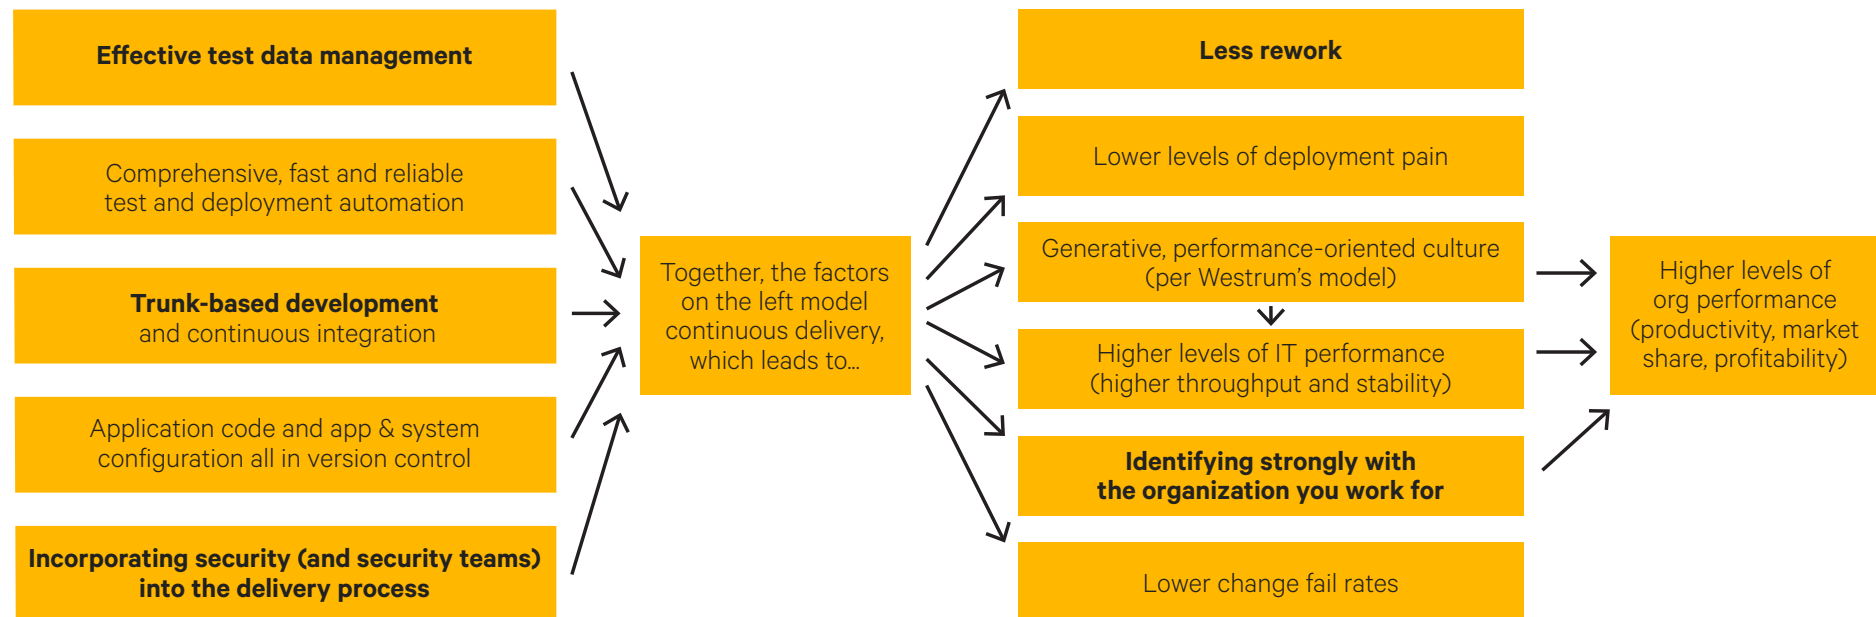 Effective test data management
Comprehensive, fast and reliable
test and deployment automation
Trunk-based development
and continuous integration
Application code and app & system
configuration all in version control
Incorporating security (and security teams)
into the delivery process
Together, the factors
on the left model
continuous delivery,
which leads to...
Less rework
Lower levels of deployment pain
Generative, performance-oriented culture
(per Westrum’s model)
Higher levels of IT performance
(higher throughput and stability)
Identifying strongly with
the organization you work for
Lower change fail rates
Higher levels of
org performance
(productivity, market
share, profitability)